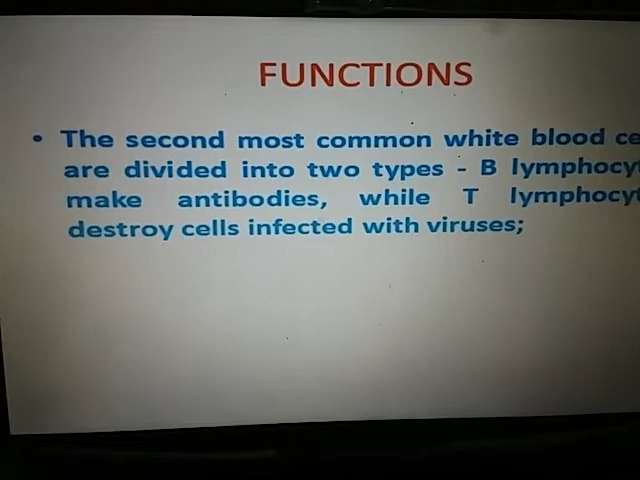 FUNCTIONS
• The second most common white blood ce
are divided into two types - B lymphocyt
make antibodies, while T lymphocyt
destroy cells infected with viruses;